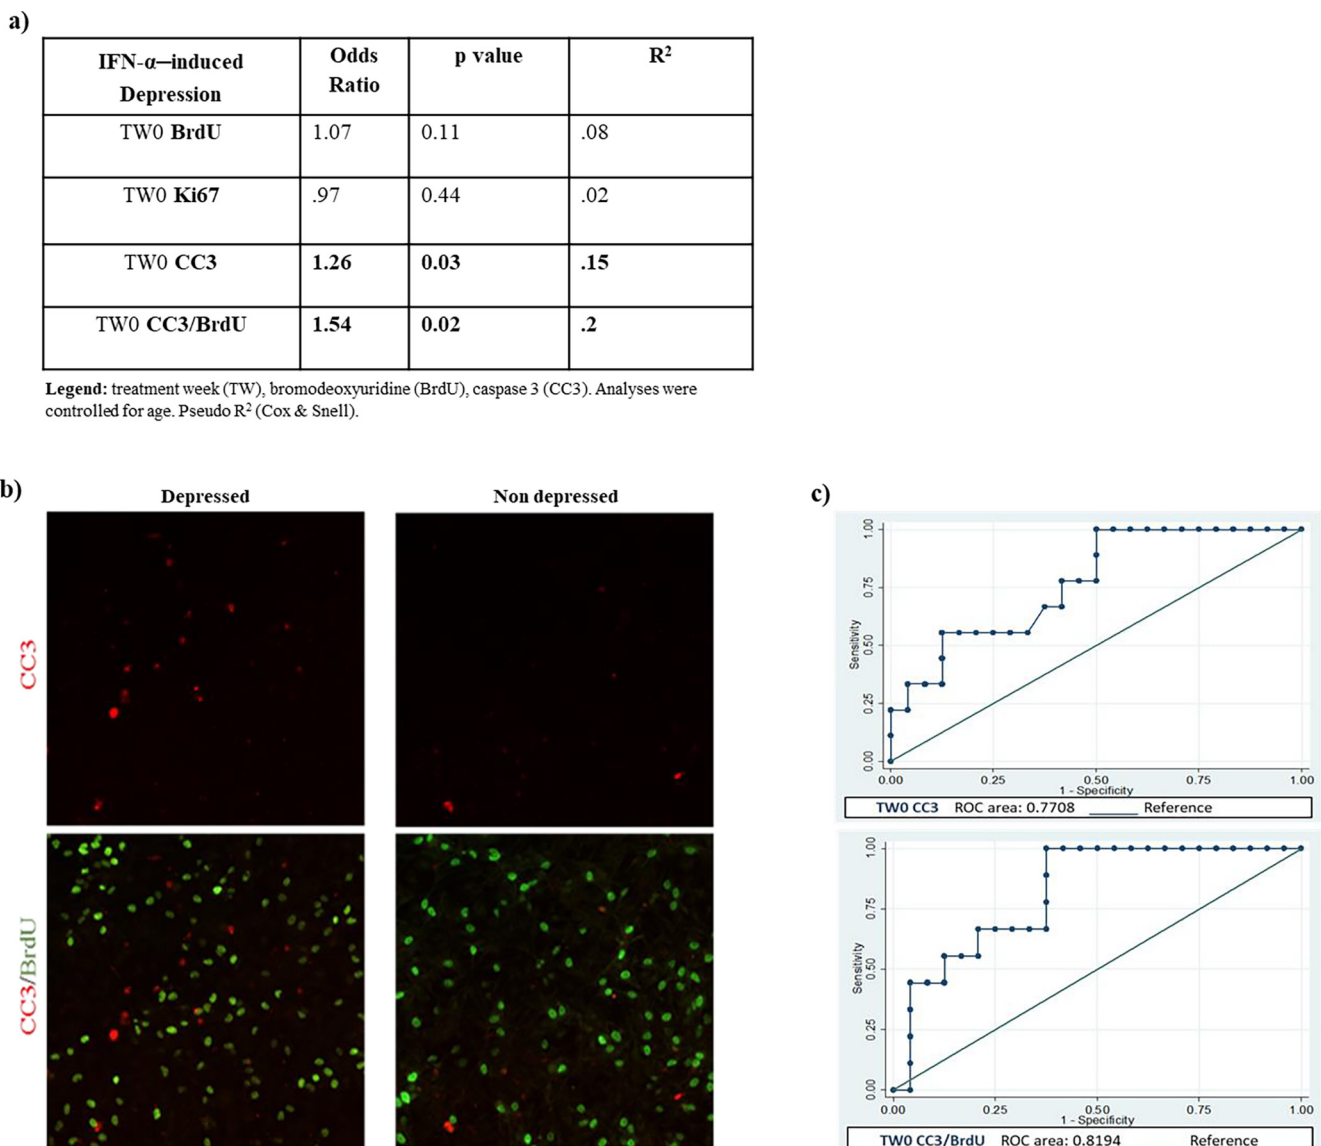 a)
IFN-α—induced Depression
Odds Ratio
p value
R²
TW0 BrdU
1.07
0.11
.08
TW0 Ki67
.97
0.44
.02
TW0 CC3
1.26
0.03
.15
TW0 CC3/BrdU
1.54
0.02
.2
Legend: treatment week (TW), bromodeoxyuridine (BrdU), caspase 3 (CC3). Analyses were
controlled for age. Pseudo R² (Cox & Snell).
b)
Depressed
Non depressed
CC3
CC3/BrdU
c)
Sensitivity
1.00
0.75
0.50
0.25
0.00
0.00 0.25 0.50 0.75 1.00
1 - Specificity
TW0 CC3 ROC area: 0.7708 Reference
Sensitivity
1.00
0.75
0.50
0.25
0.00
0.00 0.25 0.50 0.75 1.00
1 - Specificity
TW0 CC3/BrdU ROC area: 0.8194 Reference